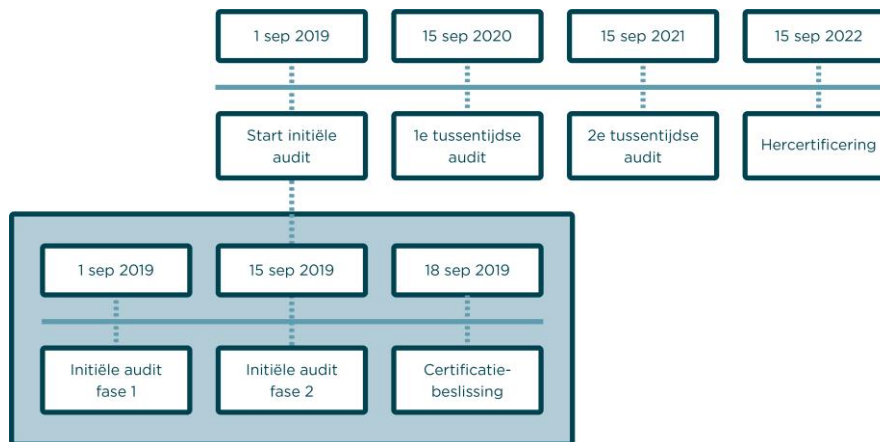 1 sep 2019
15 sep 2020
15 sep 2021
15 sep 2022
Start initiële
audit
1e tussentijdse
audit
2e tussentijdse
audit
Hercertificering
1 sep 2019
15 sep 2019
18 sep 2019
Initiële audit
fase 1
Initiële audit
fase 2
Certificatie-
beslissing